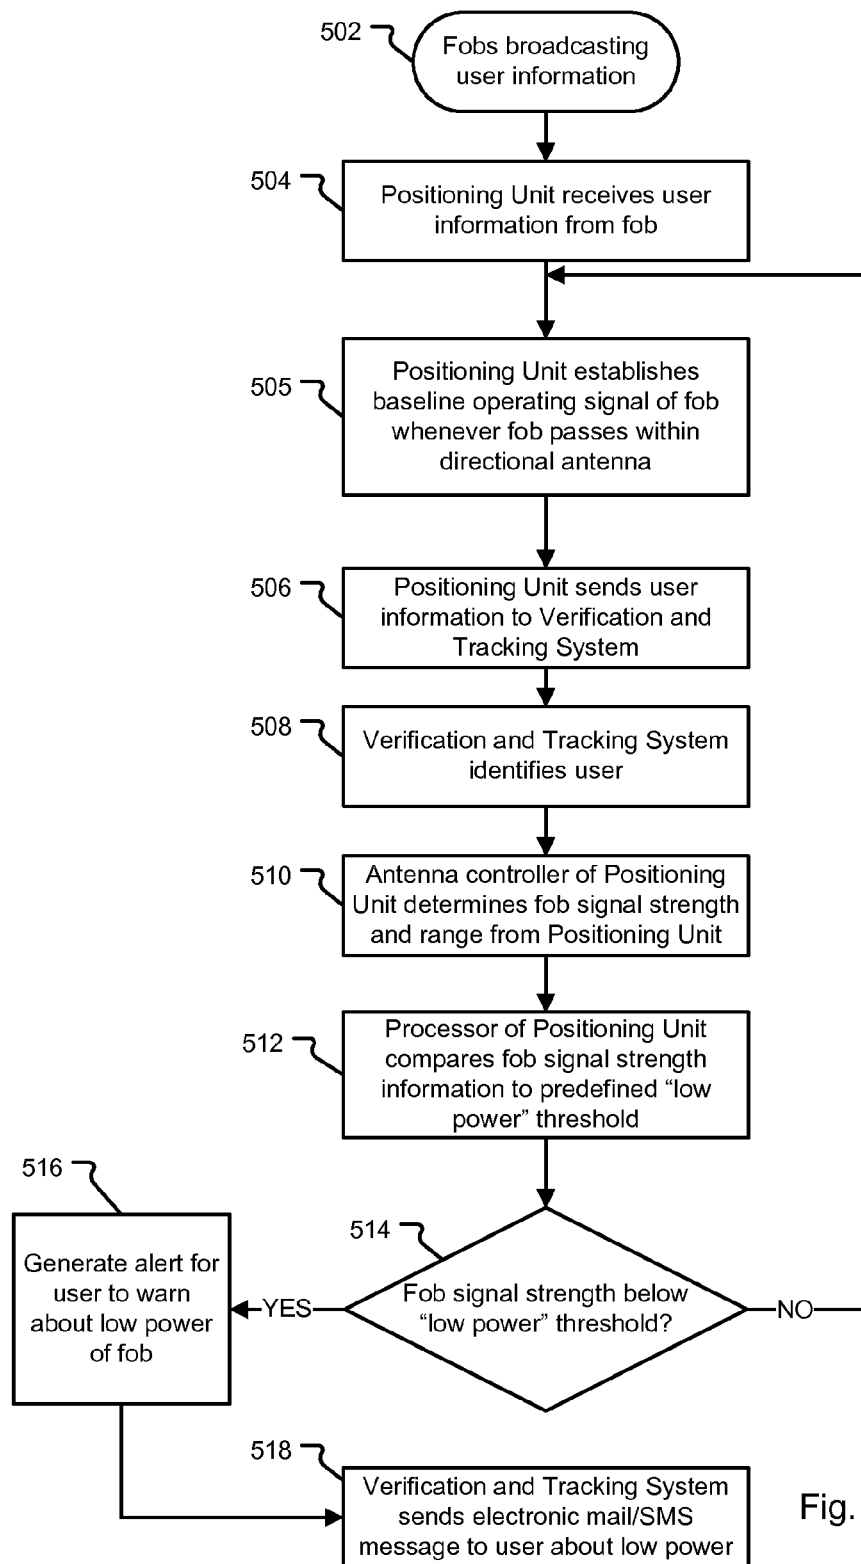 502
Fobs broadcasting
user information
504
Positioning Unit receives user
information from fob
505
Positioning Unit establishes
baseline operating signal of fob
whenever fob passes within
directional antenna
506
Positioning Unit sends user
information to Verification and
Tracking System
508
Verification and Tracking System
identifies user
510
Antenna controller of Positioning
Unit determines fob signal strength
and range from Positioning Unit
512
Processor of Positioning Unit
compares fob signal strength
information to predefined “low
power” threshold
514
Fob signal strength below
“low power” threshold?
YES
NO
516
Generate alert for
user to warn
about low power
of fob
518
Verification and Tracking System
sends electronic mail/SMS
message to user about low power
Fig.